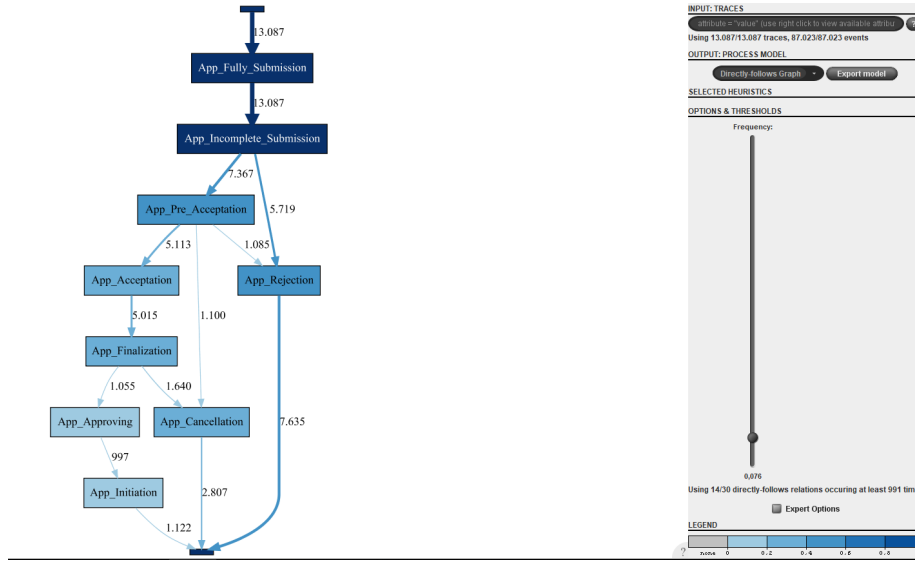 13.087
App_Fully_Submission
13.087
App_Incomplete_Submission
7.367
5.719
App_Pre_Acceptation
5.113
1.085
App_Acceptation
App_Rejection
5.015
1.100
App_Finalization
1.055
1.640
App_Approving
App_Cancellation
7.635
997
App_Initiation
2.807
1.122
INPUT: TRACES
attribute = "value" (use right click to view available attribu
?
Using 13.087/13.087 traces, 87.023/87.023 events
OUTPUT: PROCESS MODEL
Directly-follows Graph
Export model
SELECTED HEURISTICS
OPTIONS & THRESHOLDS
Frequency:
0,076
Using 14/30 directly-follows relations occuring at least 991 tim
Expert Options
LEGEND
?
none 0 0.2 0.4 0.6 0.8